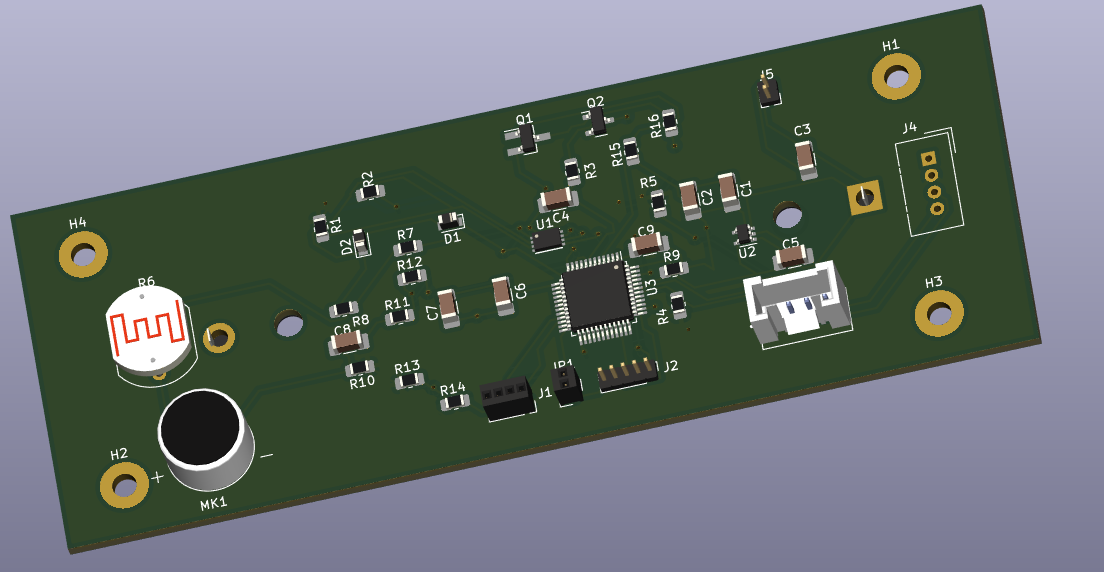 H1
J5
Q2
Q1
R16
C3
J4
R15
R3
R2
R5
C1
C2
H4
R1
C4
U1
D1
R7
D2
C9
U2
C5
R12
R9
U3
H3
R6
C6
R11
C7
R4
R8
C8
R10
R13
J2
R14
J1
H2
+
−
MK1